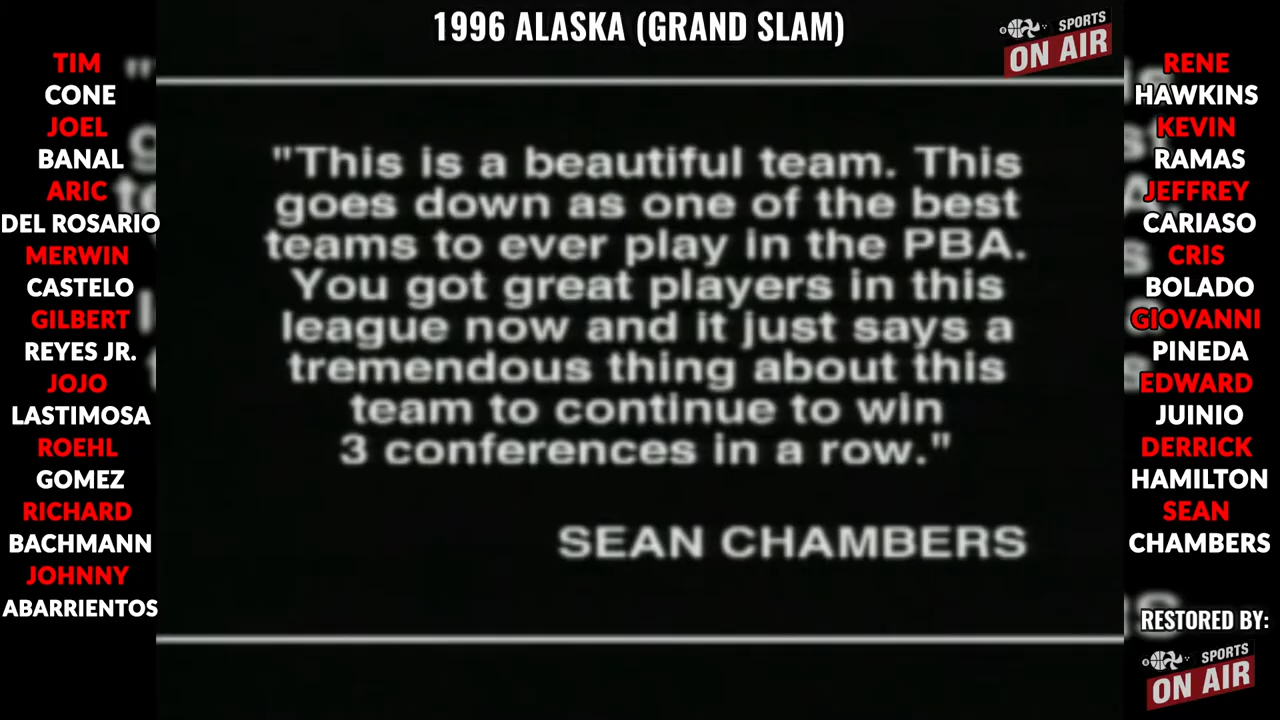 1996 ALASKA (GRAND SLAM)
SPORTS
ON AIR
TIM
CONE
JOEL
BANAL
ARIC
DEL ROSARIO
MERWIN
CASTELO
GILBERT
REYES JR.
JOJO
LASTIMOSA
ROEHL
GOMEZ
RICHARD
BACHMANN
JOHNNY
ABARRIENTOS
"This is a beautiful team. This
goes down as one of the best
teams to ever play in the PBA.
You got great players in this
league now and it just says a
tremendous thing about this
team to continue to win
3 conferences in a row."
SEAN CHAMBERS
RENE
HAWKINS
KEVIN
RAMAS
JEFFREY
CARIASO
CRIS
BOLADO
GIOVANNI
PINEDA
EDWARD
JUINIO
DERRICK
HAMILTON
SEAN
CHAMBERS
RESTORED BY:
SPORTS
ON AIR